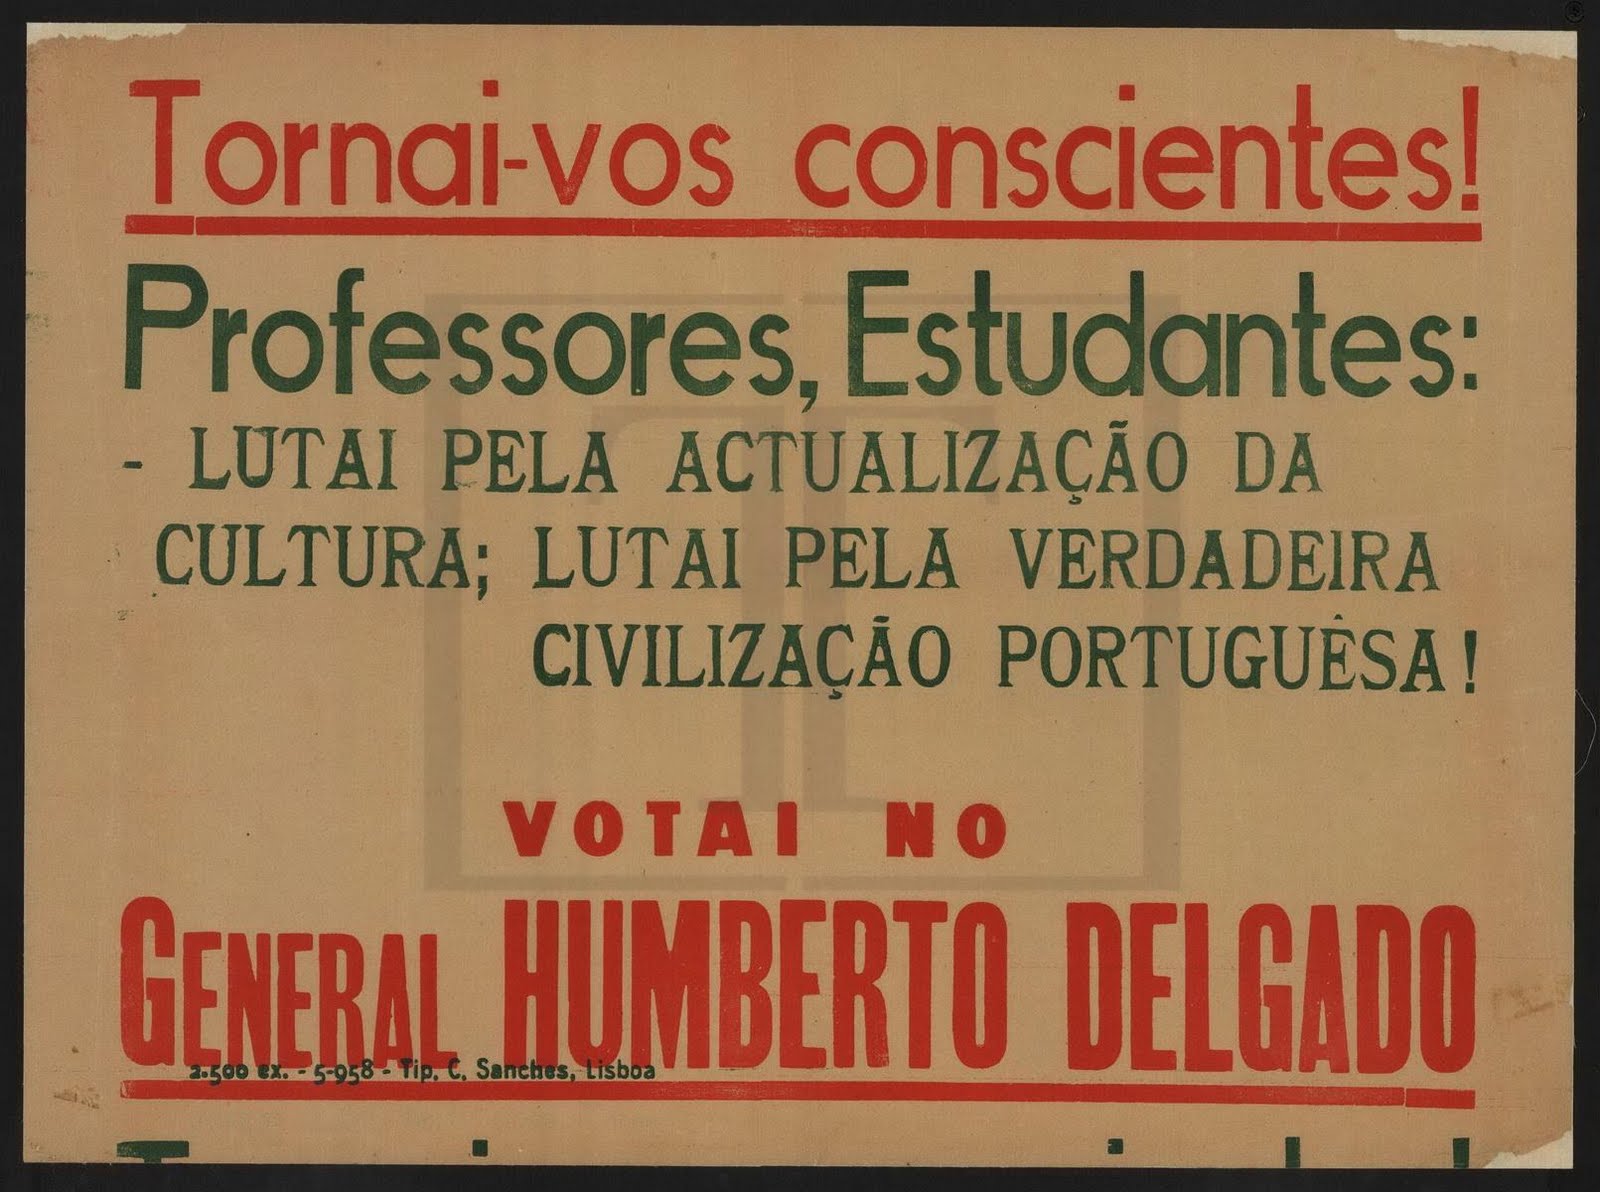 Tornai-vos conscientes!
Professores, Estudantes:
- LUTAI PELA ACTUALIZAÇÃO DA
CULTURA; LUTAI PELA VERDADEIRA
CIVILIZAÇÃO PORTUGUÊSA!
VOTAI NO
GENERAL HUMBERTO DELGADO
2.500 ex. - 5-958 - Tip. C. Sanches, Lisboa